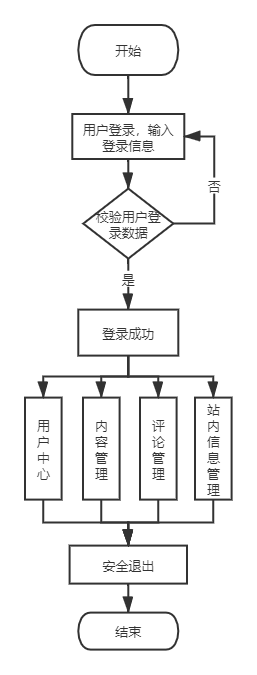 开始
用户登录，输入
登录信息
校验用户登
录数据
否
是
登录成功
用户中心
内容管理
评论管理
站内信息管理
安全退出
结束